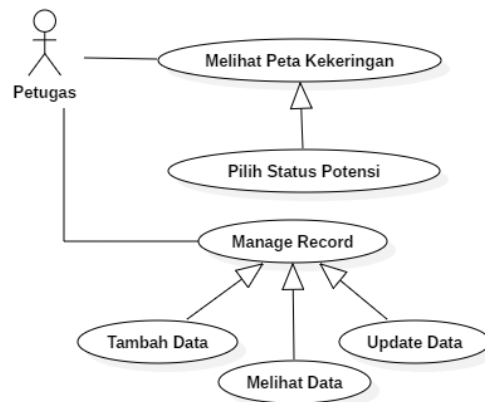 Petugas
Melihat Peta Kekeringan
Pilih Status Potensi
Manage Record
Tambah Data
Melihat Data
Update Data